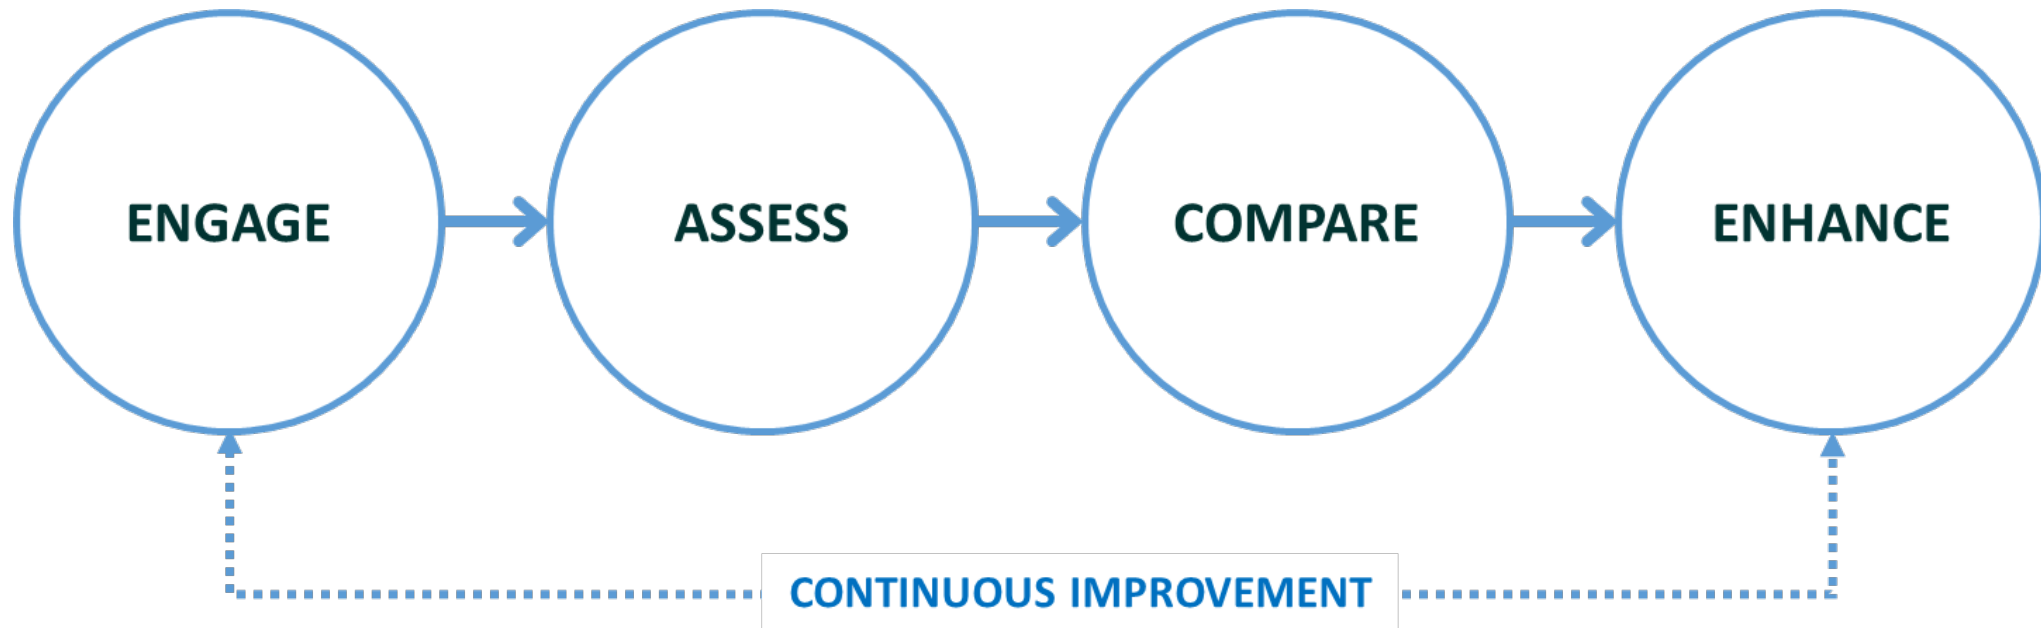 ENGAGE
ASSESS
COMPARE
ENHANCE
CONTINUOUS IMPROVEMENT